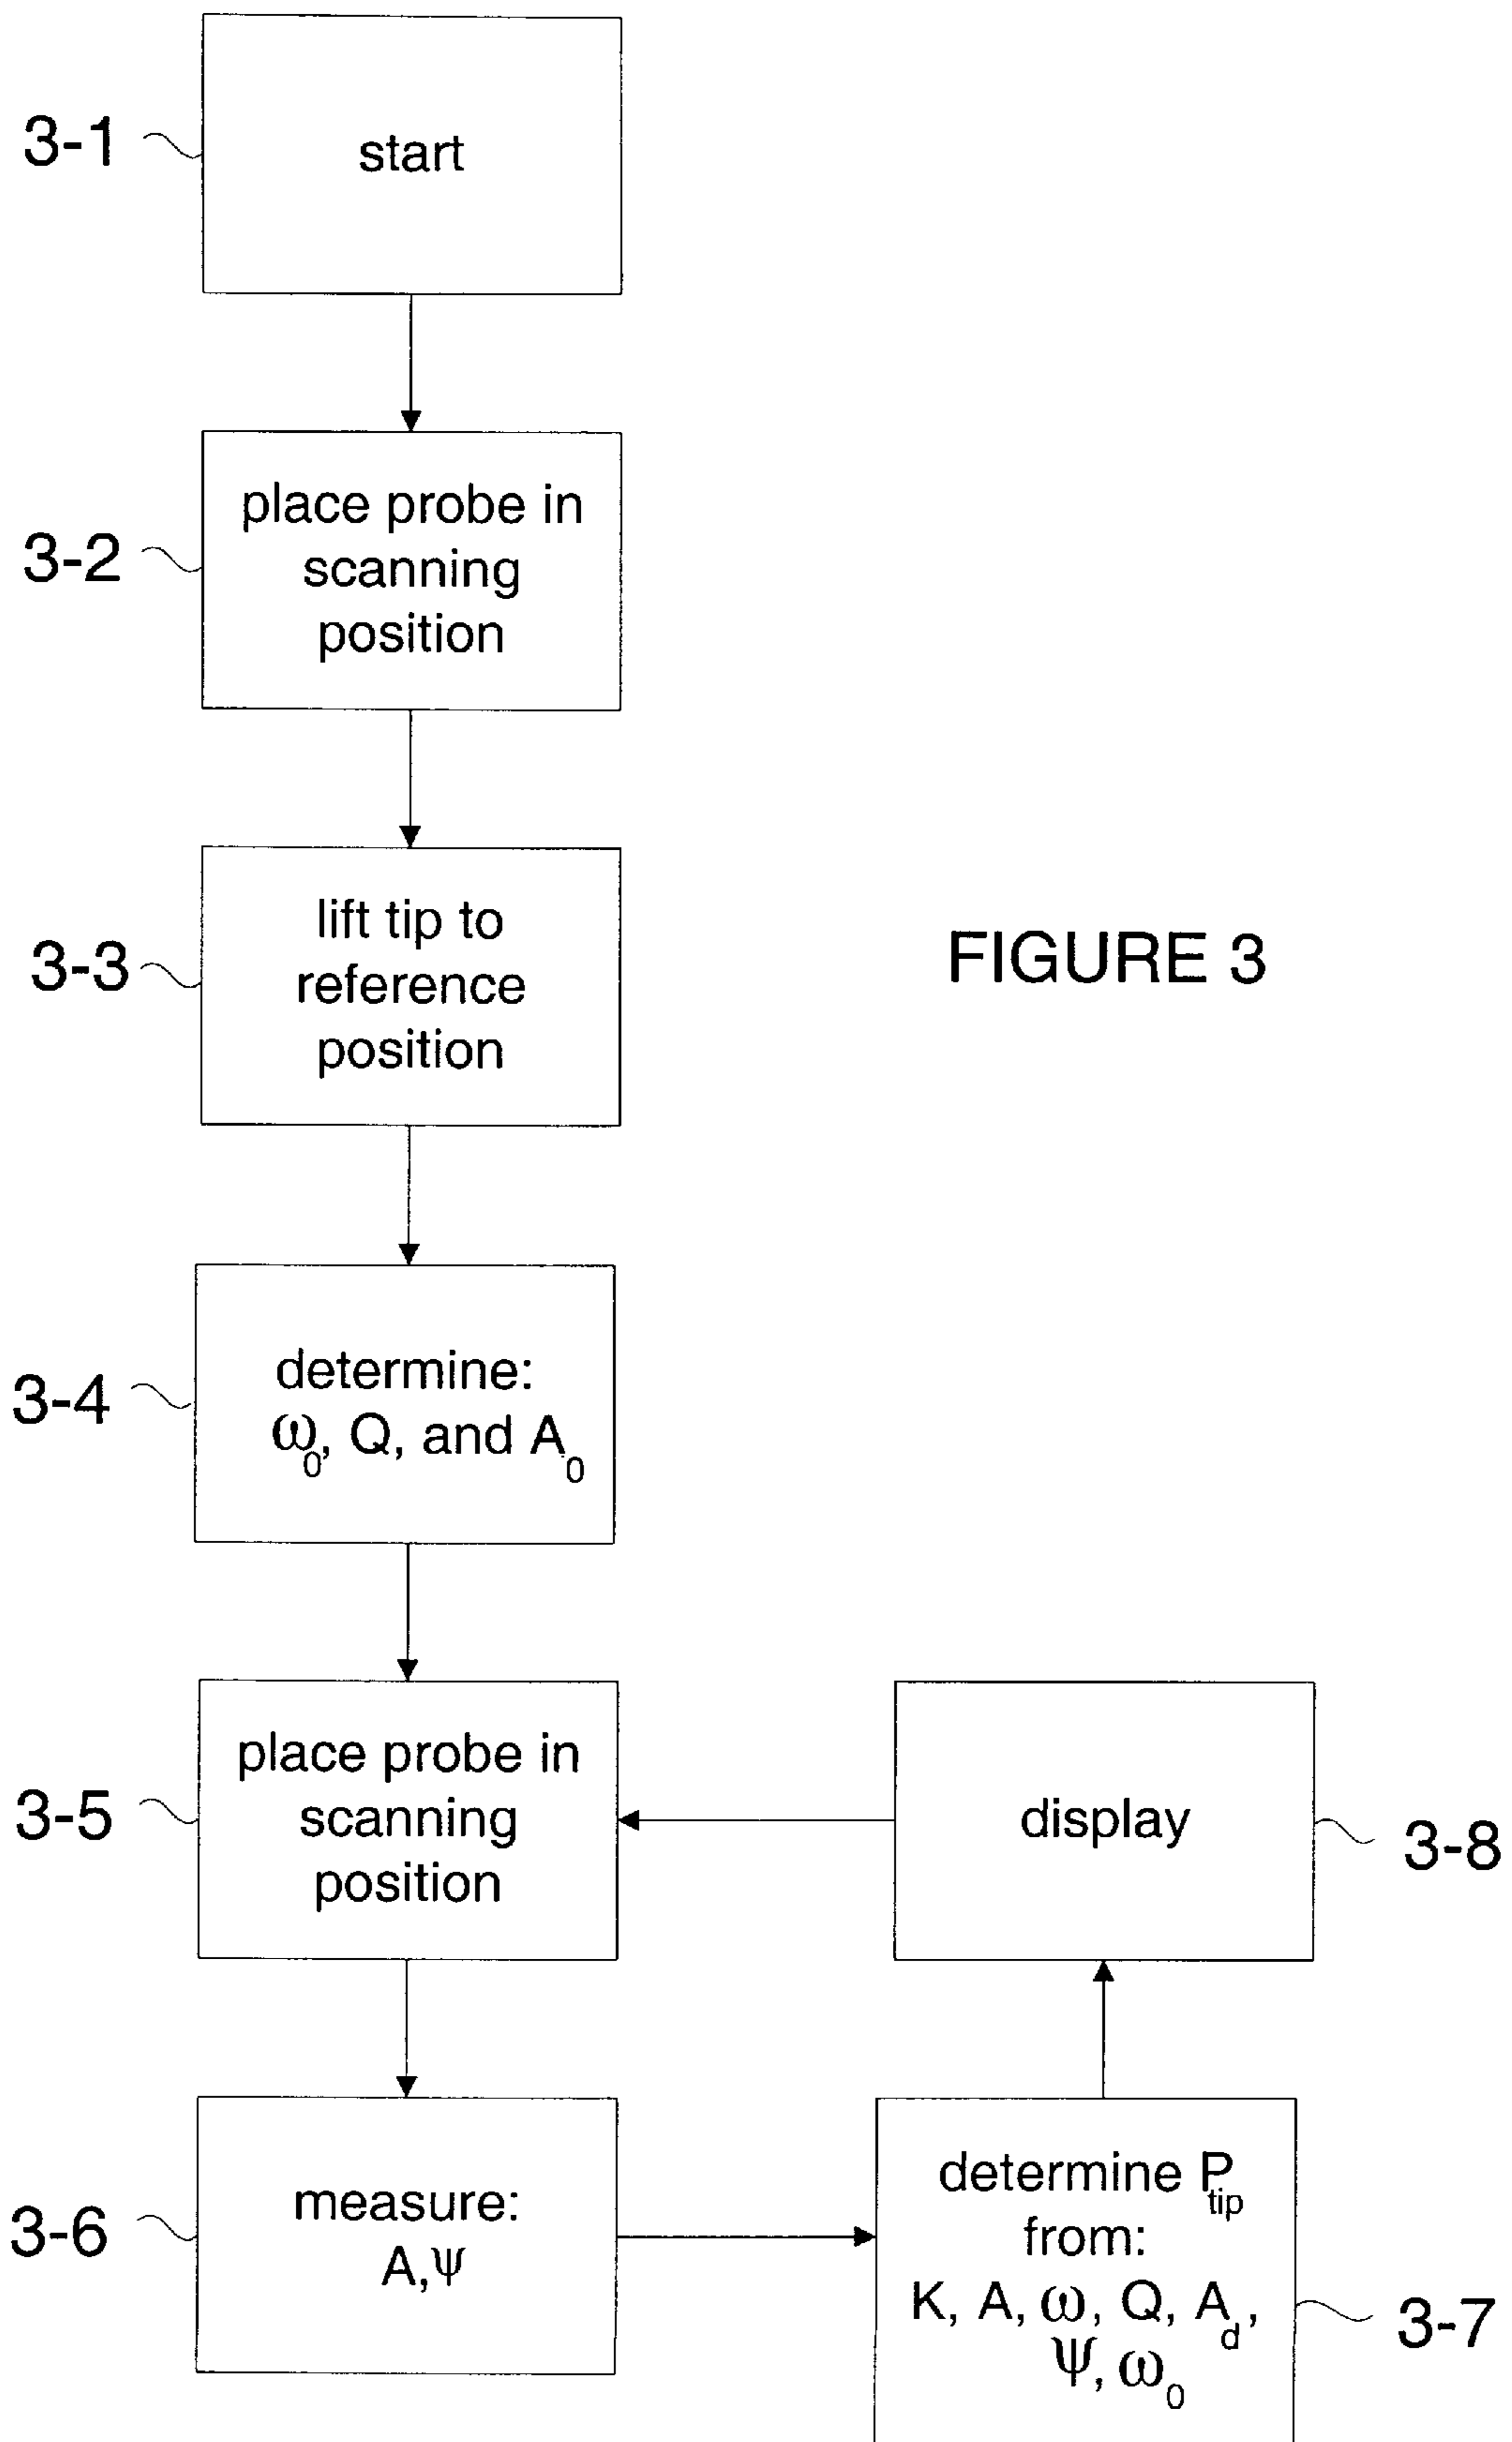 3-1
start
3-2
place probe in
scanning
position
3-3
lift tip to
reference
position
FIGURE 3
3-4
determine:
ω₀, Q, and A₀
3-5
place probe in
scanning
position
display
3-8
3-6
measure:
A,ψ
determine P_tip
from:
K, A, ω, Q, A_d,
ψ, ω₀
3-7